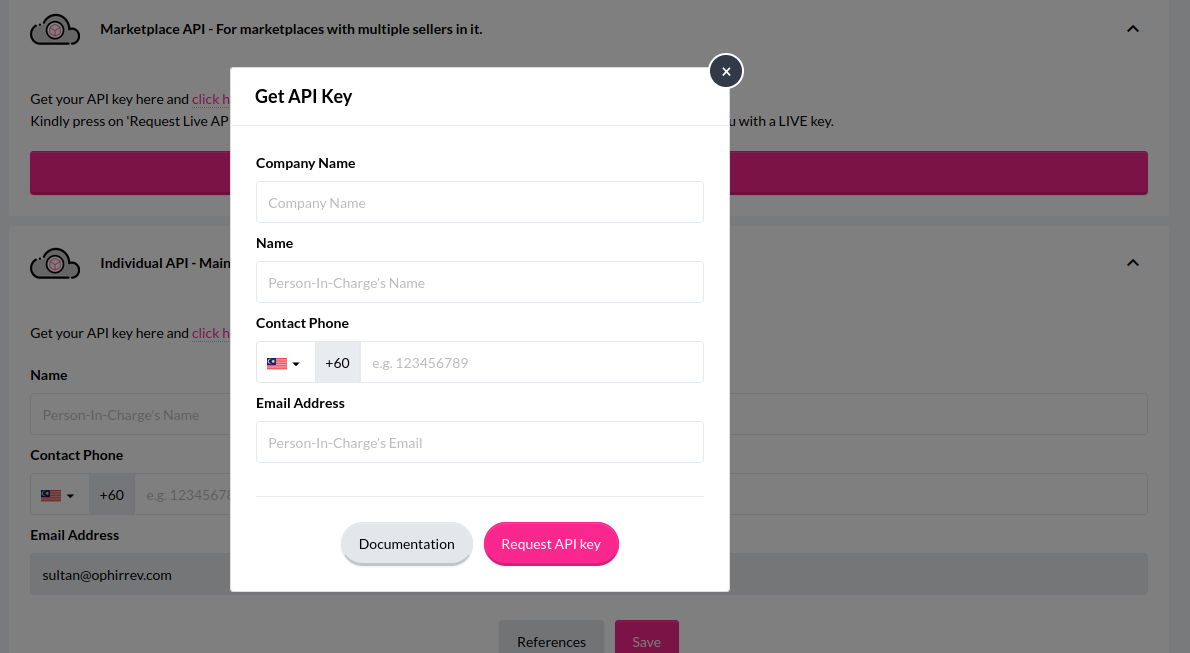 Marketplace API - For marketplaces with multiple sellers in it.
Get your API key here and click h
Kindly press on 'Request Live AP
u with a LIVE key.
Get API Key
×
Company Name
Company Name
Name
Person-In-Charge's Name
Contact Phone
+60
e.g. 123456789
Email Address
Person-In-Charge's Email
Documentation
Request API key
Individual API - Main
Get your API key here and click h
Name
Person-In-Charge's Name
Contact Phone
+60
e.g. 12345678
Email Address
sultan@ophirrev.com
References
Save